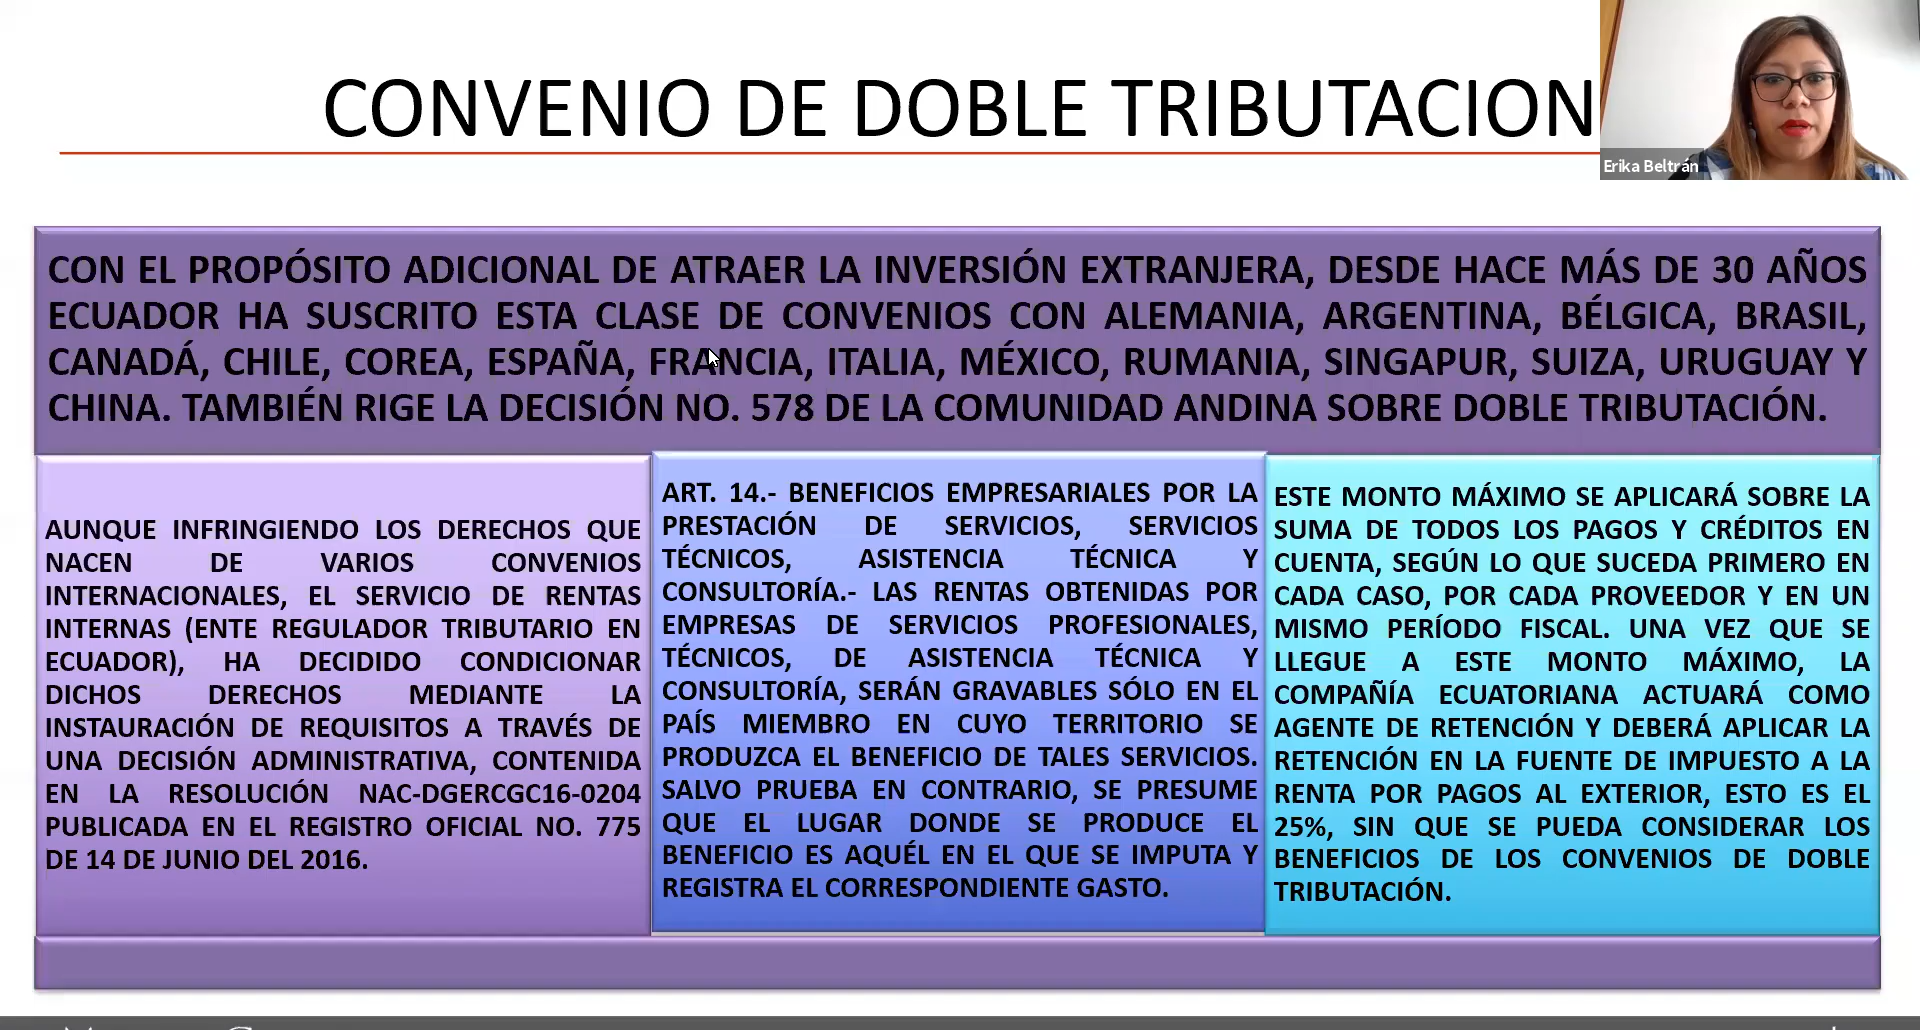 CONVENIO DE DOBLE TRIBUTACION
Erika Beltrán
CON EL PROPÓSITO ADICIONAL DE ATRAER LA INVERSIÓN EXTRANJERA, DESDE HACE MÁS DE 30 AÑOS
ECUADOR HA SUSCRITO ESTA CLASE DE CONVENIOS CON ALEMANIA, ARGENTINA, BÉLGICA, BRASIL,
CANADÁ, CHILE, COREA, ESPAÑA, FRANCIA, ITALIA, MÉXICO, RUMANIA, SINGAPUR, SUIZA, URUGUAY Y
CHINA. TAMBIÉN RIGE LA DECISIÓN NO. 578 DE LA COMUNIDAD ANDINA SOBRE DOBLE TRIBUTACIÓN.
AUNQUE INFRINGIENDO LOS DERECHOS QUE
NACEN DE VARIOS CONVENIOS
INTERNACIONALES, EL SERVICIO DE RENTAS
INTERNAS (ENTE REGULADOR TRIBUTARIO EN
ECUADOR), HA DECIDIDO CONDICIONAR
DICHOS DERECHOS MEDIANTE LA
INSTAURACIÓN DE REQUISITOS A TRAVÉS DE
UNA DECISIÓN ADMINISTRATIVA, CONTENIDA
EN LA RESOLUCIÓN NAC-DGERCGC16-0204
PUBLICADA EN EL REGISTRO OFICIAL NO. 775
DE 14 DE JUNIO DEL 2016.
ART. 14.- BENEFICIOS EMPRESARIALES POR LA
PRESTACIÓN DE SERVICIOS, SERVICIOS
TÉCNICOS, ASISTENCIA TÉCNICA Y
CONSULTORÍA.- LAS RENTAS OBTENIDAS POR
EMPRESAS DE SERVICIOS PROFESIONALES,
TÉCNICOS, DE ASISTENCIA TÉCNICA Y
CONSULTORÍA, SERÁN GRAVABLES SÓLO EN EL
PAÍS MIEMBRO EN CUYO TERRITORIO SE
PRODUZCA EL BENEFICIO DE TALES SERVICIOS.
SALVO PRUEBA EN CONTRARIO, SE PRESUME
QUE EL LUGAR DONDE SE PRODUCE EL
BENEFICIO ES AQUÉL EN EL QUE SE IMPUTA Y
REGISTRA EL CORRESPONDIENTE GASTO.
ESTE MONTO MÁXIMO SE APLICARÁ SOBRE LA
SUMA DE TODOS LOS PAGOS Y CRÉDITOS EN
CUENTA, SEGÚN LO QUE SUCEDA PRIMERO EN
CADA CASO, POR CADA PROVEEDOR Y EN UN
MISMO PERÍODO FISCAL. UNA VEZ QUE SE
LLEGUE A ESTE MONTO MÁXIMO, LA
COMPAÑÍA ECUATORIANA ACTUARÁ COMO
AGENTE DE RETENCIÓN Y DEBERÁ APLICAR LA
RETENCIÓN EN LA FUENTE DE IMPUESTO A LA
RENTA POR PAGOS AL EXTERIOR, ESTO ES EL
25%, SIN QUE SE PUEDA CONSIDERAR LOS
BENEFICIOS DE LOS CONVENIOS DE DOBLE
TRIBUTACIÓN.